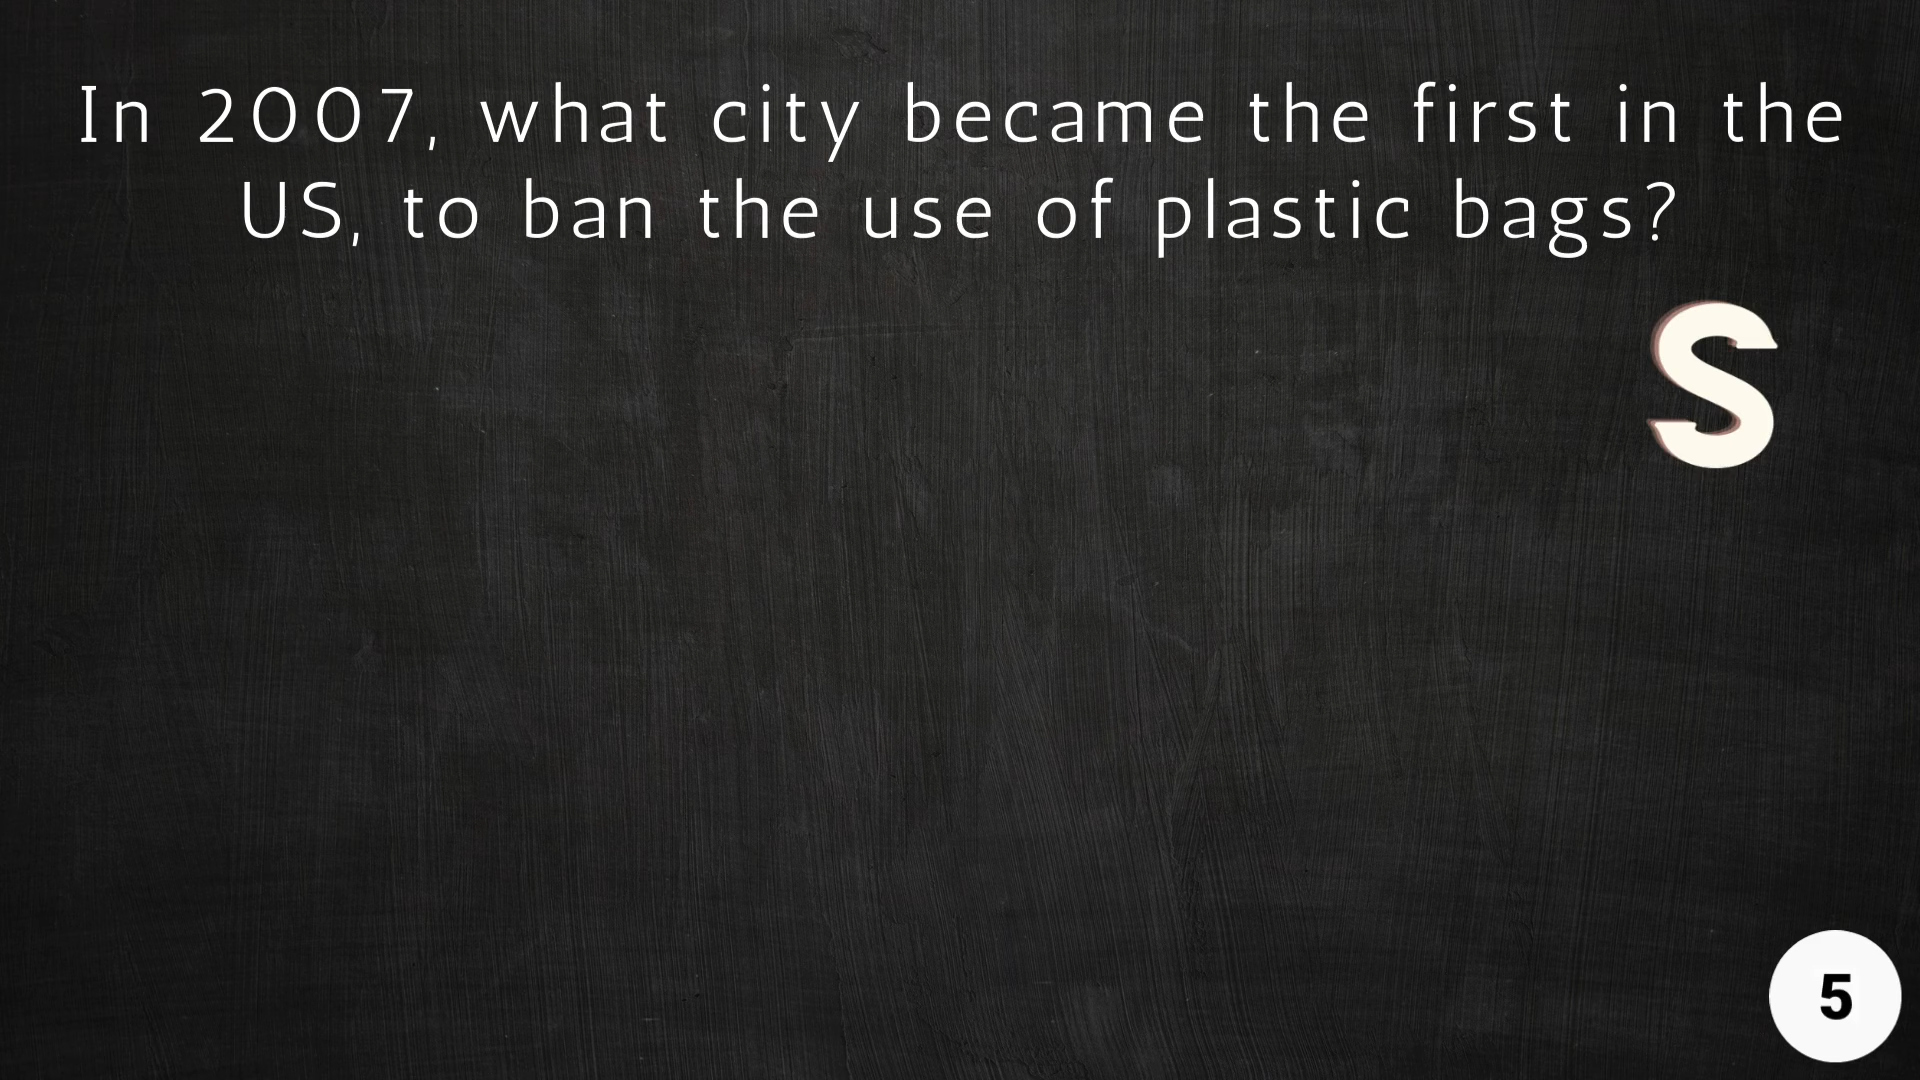 In 2007, what city became the first in the
US, to ban the use of plastic bags?
S
5